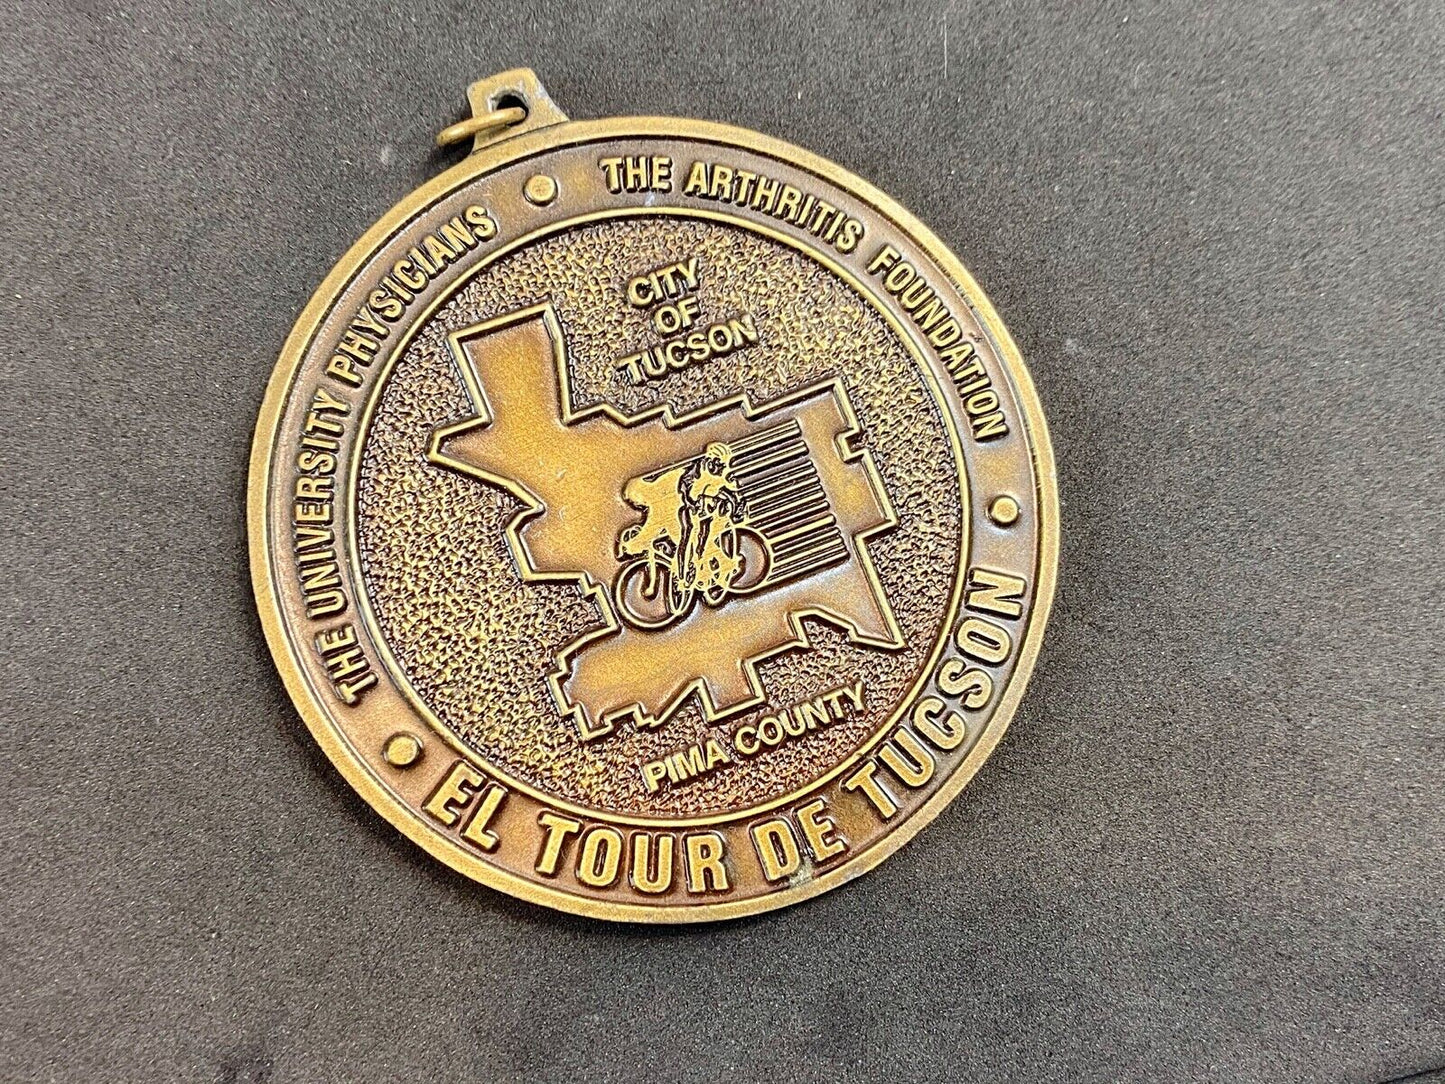 THE UNIVERSITY PHYSICIANS
THE ARTHRITIS FOUNDATION
CITY
OF
TUCSON
PIMA COUNTY
EL TOUR DE TUCSON